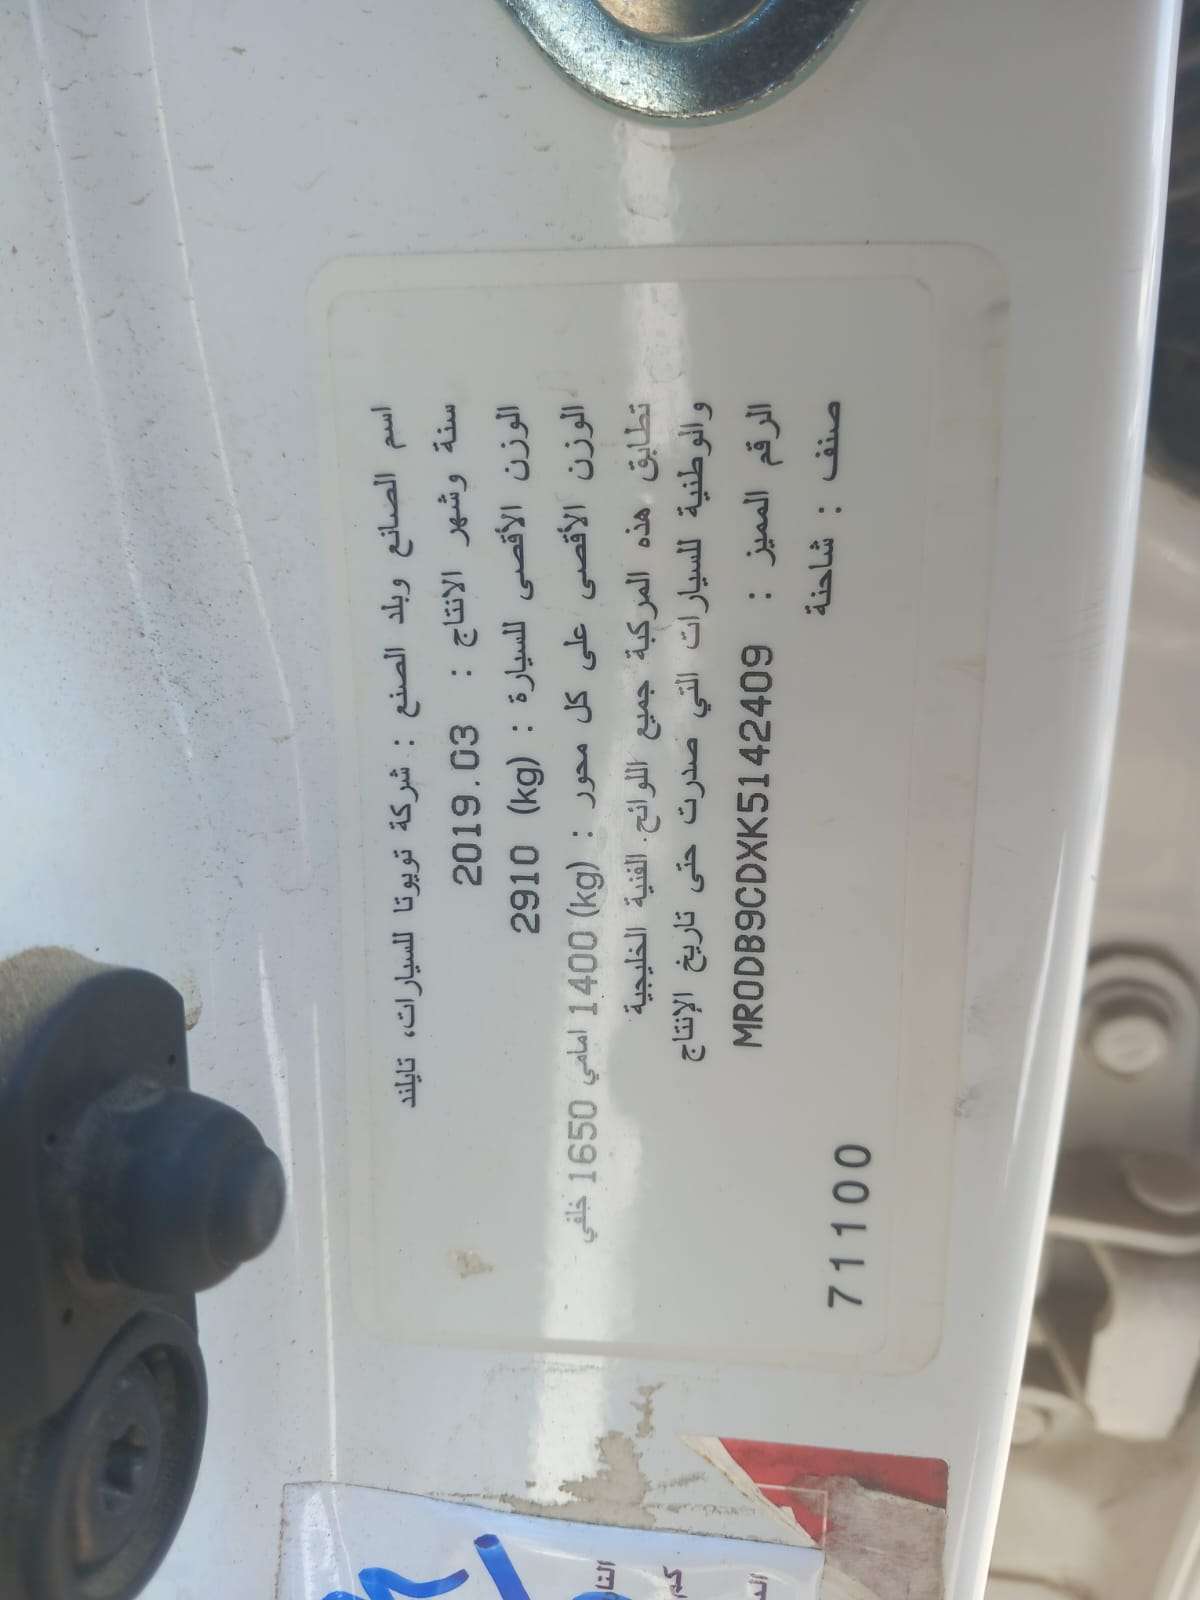 اسم الصانع وبلد الصنع : شركة تويوتا للسيارات، تايلند
سنة وشهر الانتاج : 2019.03
الوزن الأقصى للسيارة : (kg) 2910
الوزن الأقصى على كل محور : (kg) 1400 امامي 1650 خلفي
تطابق هذه المركبة جميع اللوائح الفنية الخليجية
والوطنية للسيارات التي صدرت حتى تاريخ الإنتاج
الرقم المميز : MR0DB9CDXK5142409
صنف : شاحنة
71100